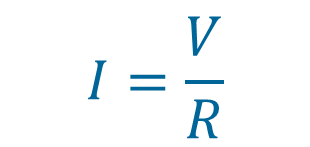 I = V/R